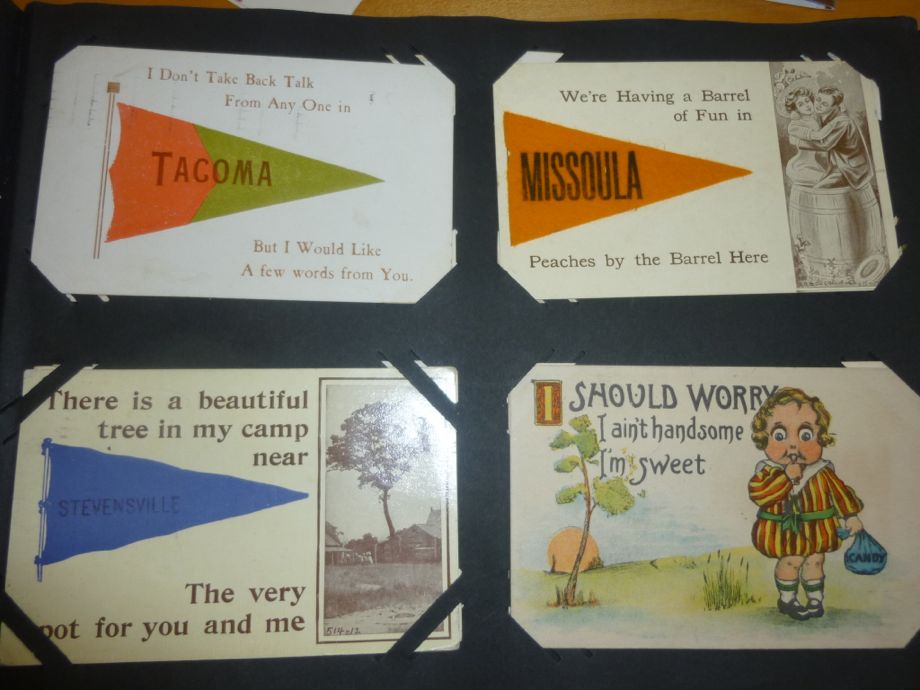 I Don't Take Back Talk
From Any One in
TACOMA
But I Would Like
A few words from You.
We're Having a Barrel
of Fun in
MISSOULA
Peaches by the Barrel Here
There is a beautiful
tree in my camp
near
STEVENSVILLE
The very
pot for you and me
514-12
I SHOULD WORRY
I ain't handsome
I'm sweet
CANDY